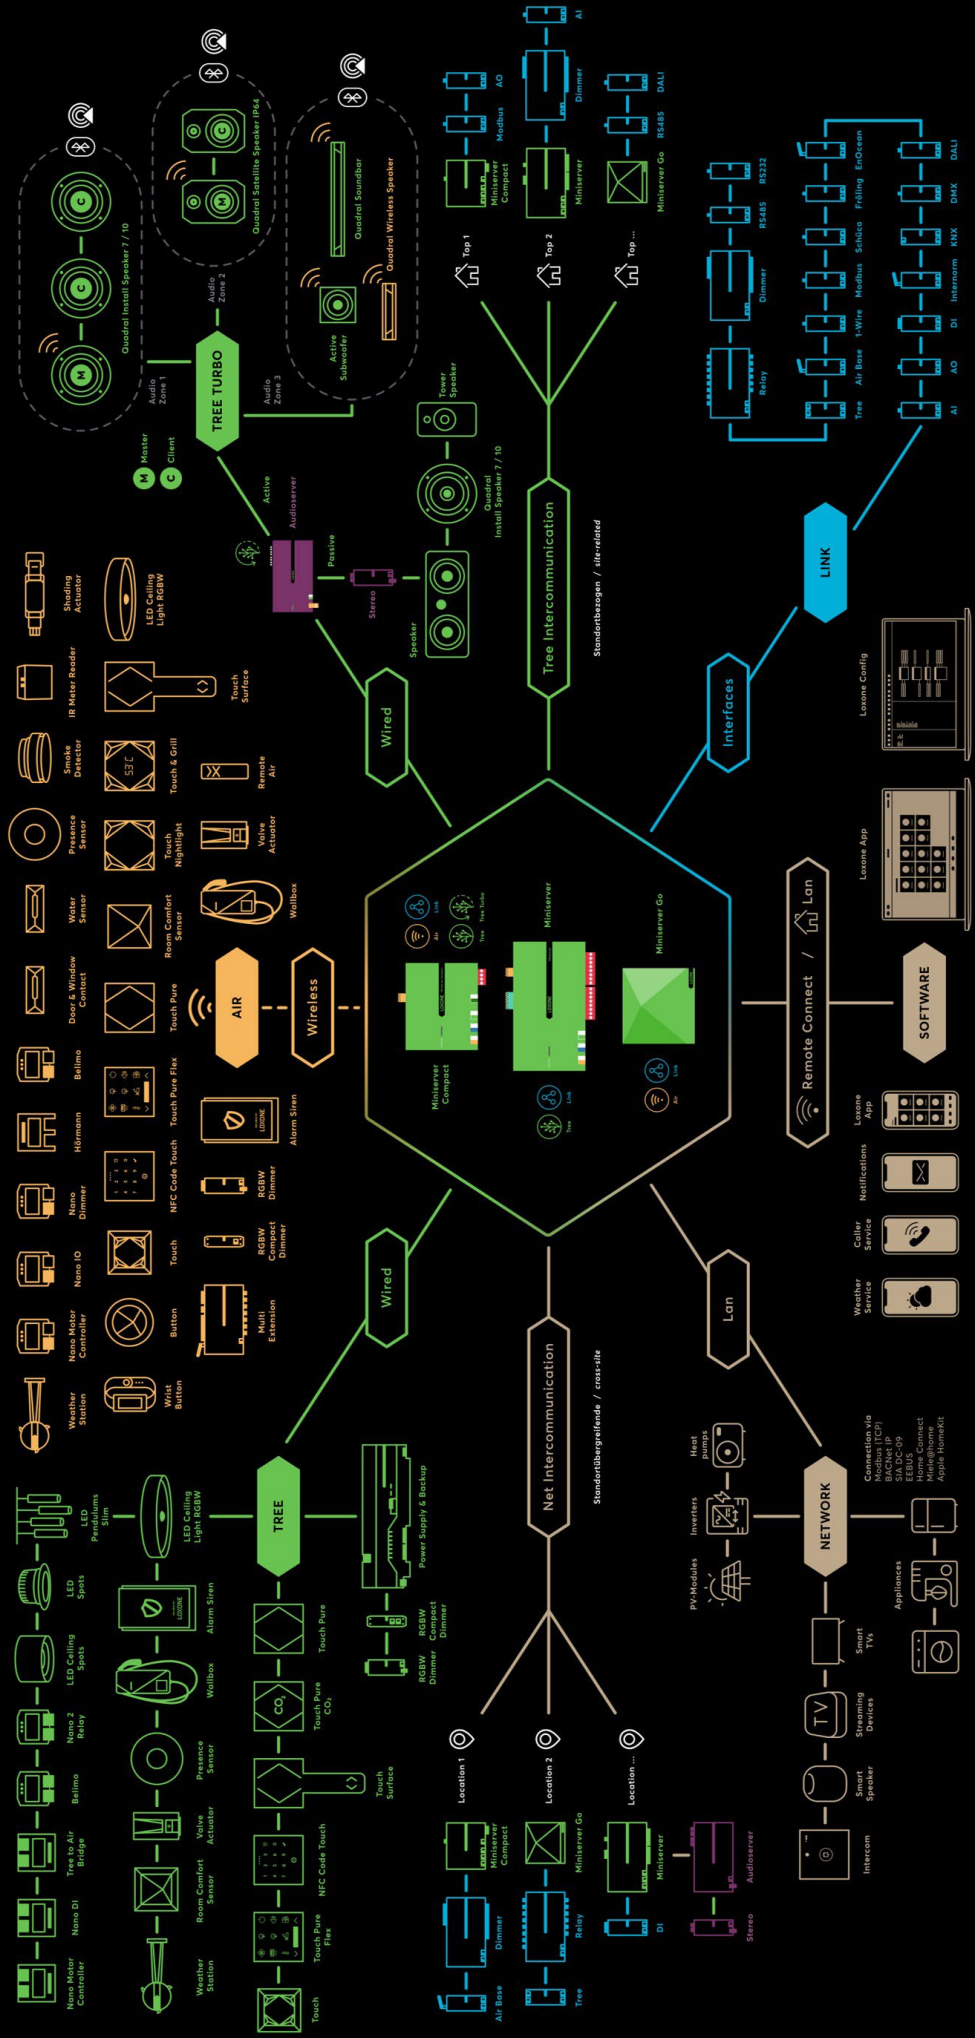 Nano Motor
Controller
Nano DI
Tree to Air
Bridge
Belimo
Nano 2
Relay
LED Ceiling
Spots
LED
Spots
LED
Pendulums
Slim
Weather
Station
Room Comfort
Sensor
Valve
Actuator
Presence
Sensor
Wallbox
Alarm Siren
LOXONE
LED Ceiling
Light RGBW
Touch
Touch Pure
Flex
NFC Code Touch
Touch
Surface
CO₂
Touch Pure
CO₂
Touch Pure
TREE
RGBW
Dimmer
RGBW
Compact
Dimmer
Power Supply & Backup
Wired
Weather
Station
Nano Motor
Controller
Nano IO
Nano
Dimmer
Hörmann
Belimo
Door & Window
Contact
Water
Sensor
Presence
Sensor
Smoke
Detector
IR Meter Reader
Shading
Actuator
Wrist
Button
Button
Touch
NFC Code Touch
Touch Pure Flex
Touch Pure
Room Comfort
Sensor
Touch
Nightlight
Touch & Grill
Touch
Surface
LED Ceiling
Light RGBW
Multi
Extension
RGBW
Compact
Dimmer
RGBW
Dimmer
Alarm Siren
LOXONE
AIR
Wireless
Wallbox
Valve
Actuator
Remote
Air
M Master
C Client
M
C
C
Quadral Install Speaker 7 / 10
Audio
Zone 1
TREE TURBO
Audio
Zone 2
M
C
Quadral Satellite Speaker IP64
Audio
Zone 3
Active
Subwoofer
Quadral Soundbar
Quadral Wireless Speaker
Active
Audioserver
Passive
Stereo
Speaker
Quadral
Install Speaker 7 / 10
Tower
Speaker
Wired
Miniserver
Compact
LOXONE
Air
Link
Tree
Tree Turbo
Tree
Link
LOXONE
Miniserver
Air
Link
Miniserver Go
Tree Intercommunication
Standortbezogen / site-related
Top 1
Miniserver
Compact
Modbus
AO
Top 2
Miniserver
Dimmer
AI
Top ...
Miniserver Go
RS485
DALI
Net Intercommunication
Standortübergreifende / cross-site
Air Base
Dimmer
Miniserver
Compact
Location 1
Tree
Relay
Miniserver Go
Location 2
DI
Miniserver
Location ...
Stereo
Audioserver
Interfaces
LINK
Relay
Dimmer
RS485
RS232
Tree
Air Base
1-Wire
Modbus
Schüco
Fröling
EnOcean
AI
AO
DI
Internorm
KNX
DMX
DALI
Lan
NETWORK
PV-Modules
Inverters
Heat
pumps
Intercom
Smart
Speaker
TV
Streaming
Devices
Smart
TVs
Appliances
Connection via
Modbus (TCP)
BACNet IP
SIA DC-09
EEBUS
Home Connect
Miele@home
Apple HomeKit
Remote Connect / Lan
SOFTWARE
Weather
Service
Caller
Service
Notifications
Loxone
App
Loxone App
Loxone Config